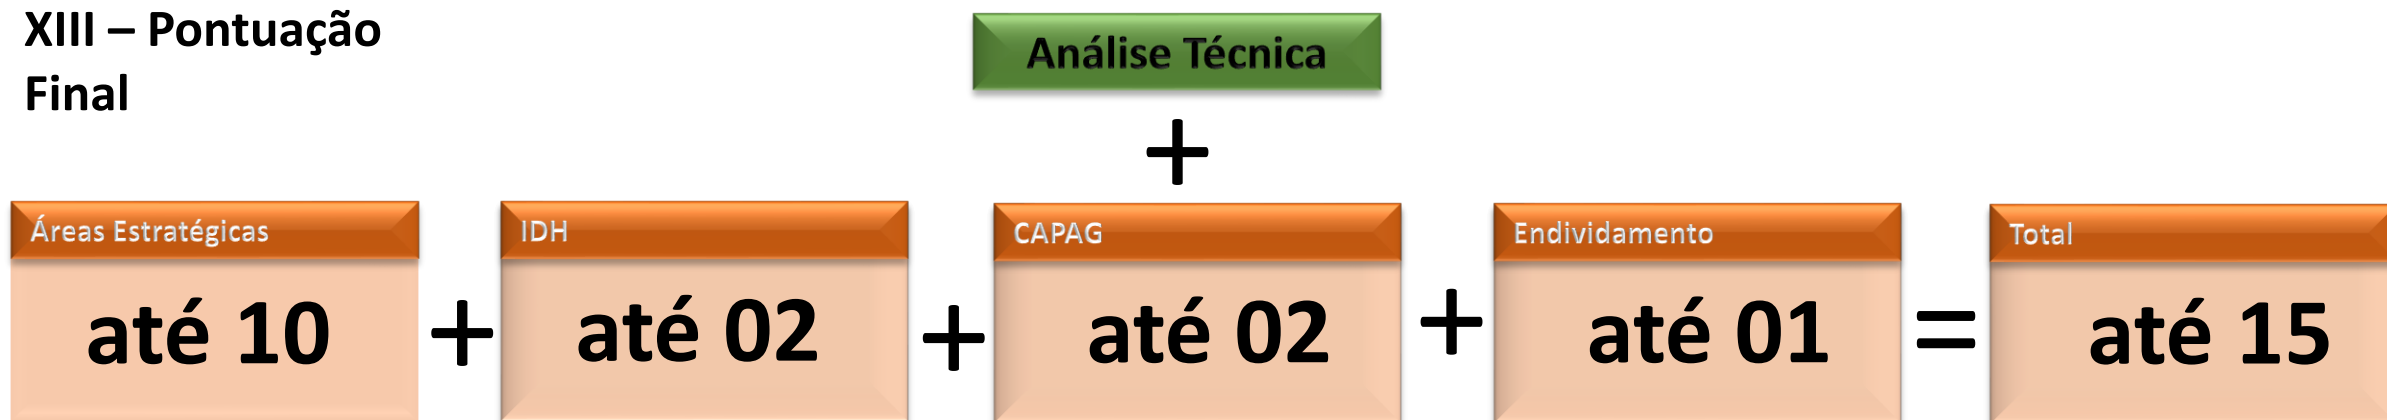 XIII – Pontuação
Final
Análise Técnica
+
Áreas Estratégicas
IDH
CAPAG
Endividamento
Total
até 10 + até 02 + até 02 + até 01 = até 15